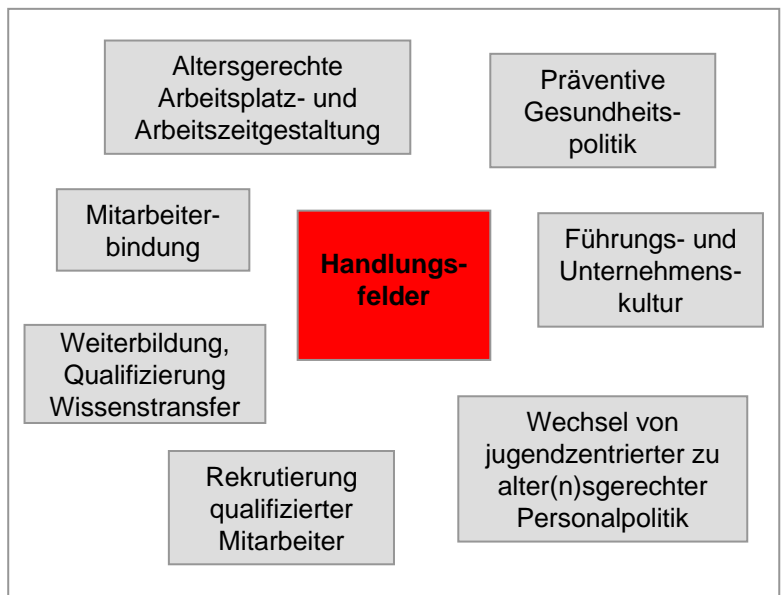 Altersgerechte
Arbeitsplatz- und
Arbeitszeitgestaltung
Präventive
Gesundheits-
politik
Mitarbeiter-
bindung
Handlungs-
felder
Führungs- und
Unternehmens-
kultur
Weiterbildung,
Qualifizierung
Wissenstransfer
Wechsel von
jugendzentrierter zu
alter(n)sgerechter
Personalpolitik
Rekrutierung
qualifizierter
Mitarbeiter